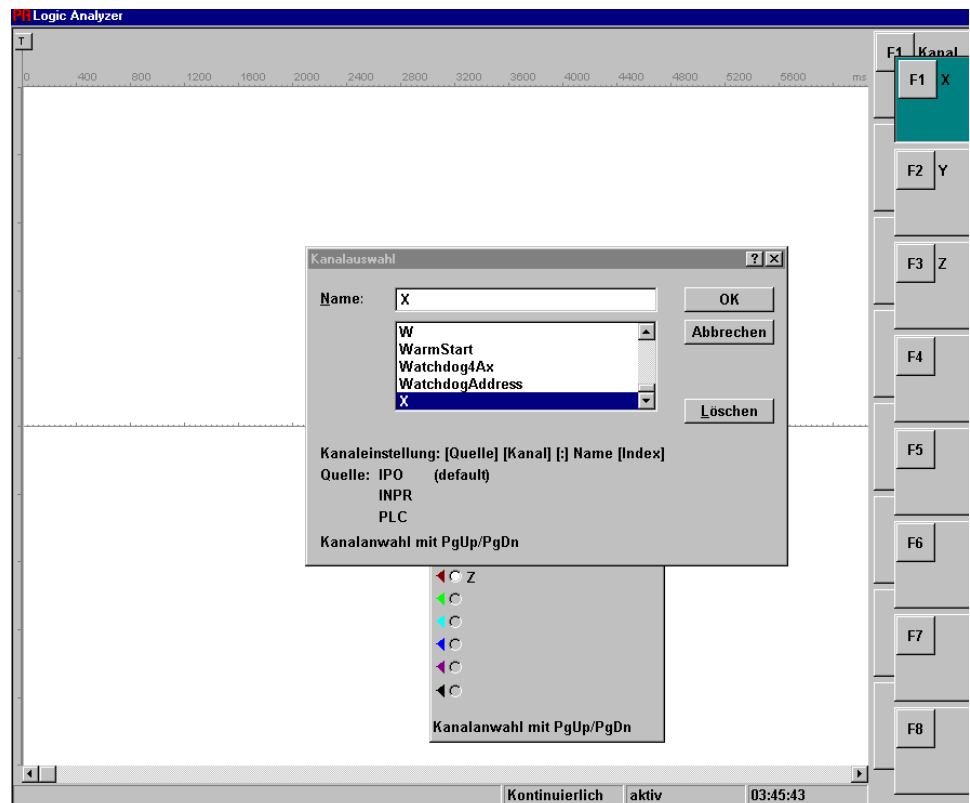 PR Logic Analyzer
T
F1 Kanal
0 400 800 1200 1600 2000 2400 2800 3200 3600 4000 4400 4800 5200 5600 ms
F1 X
F2 Y
F3 Z
F4
F5
F6
F7
F8
Kanalauswahl
Name: X
OK
W
WarmStart
Watchdog4Ax
WatchdogAddress
X
Abbrechen
Löschen
Kanaleinstellung: [Quelle] [Kanal] [:] Name [Index]
Quelle: IPO (default)
INPR
PLC
Kanalanwahl mit PgUp/PgDn
Z
Kanalanwahl mit PgUp/PgDn
Kontinuierlich aktiv 03:45:43